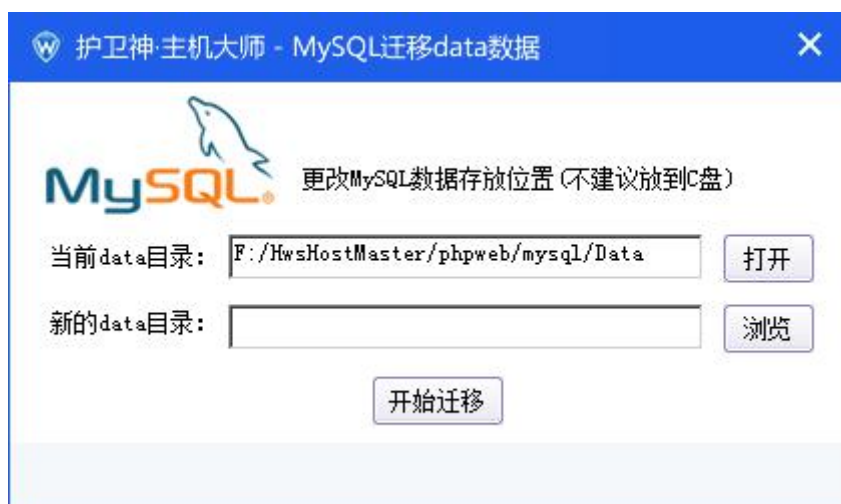 护卫神·主机大师 - MySQL迁移data数据
MySQL®
更改MySQL数据存放位置(不建议放到C盘)
当前data目录: F:/HwsHostMaster/phpweb/mysql/Data 打开
新的data目录: 浏览
开始迁移